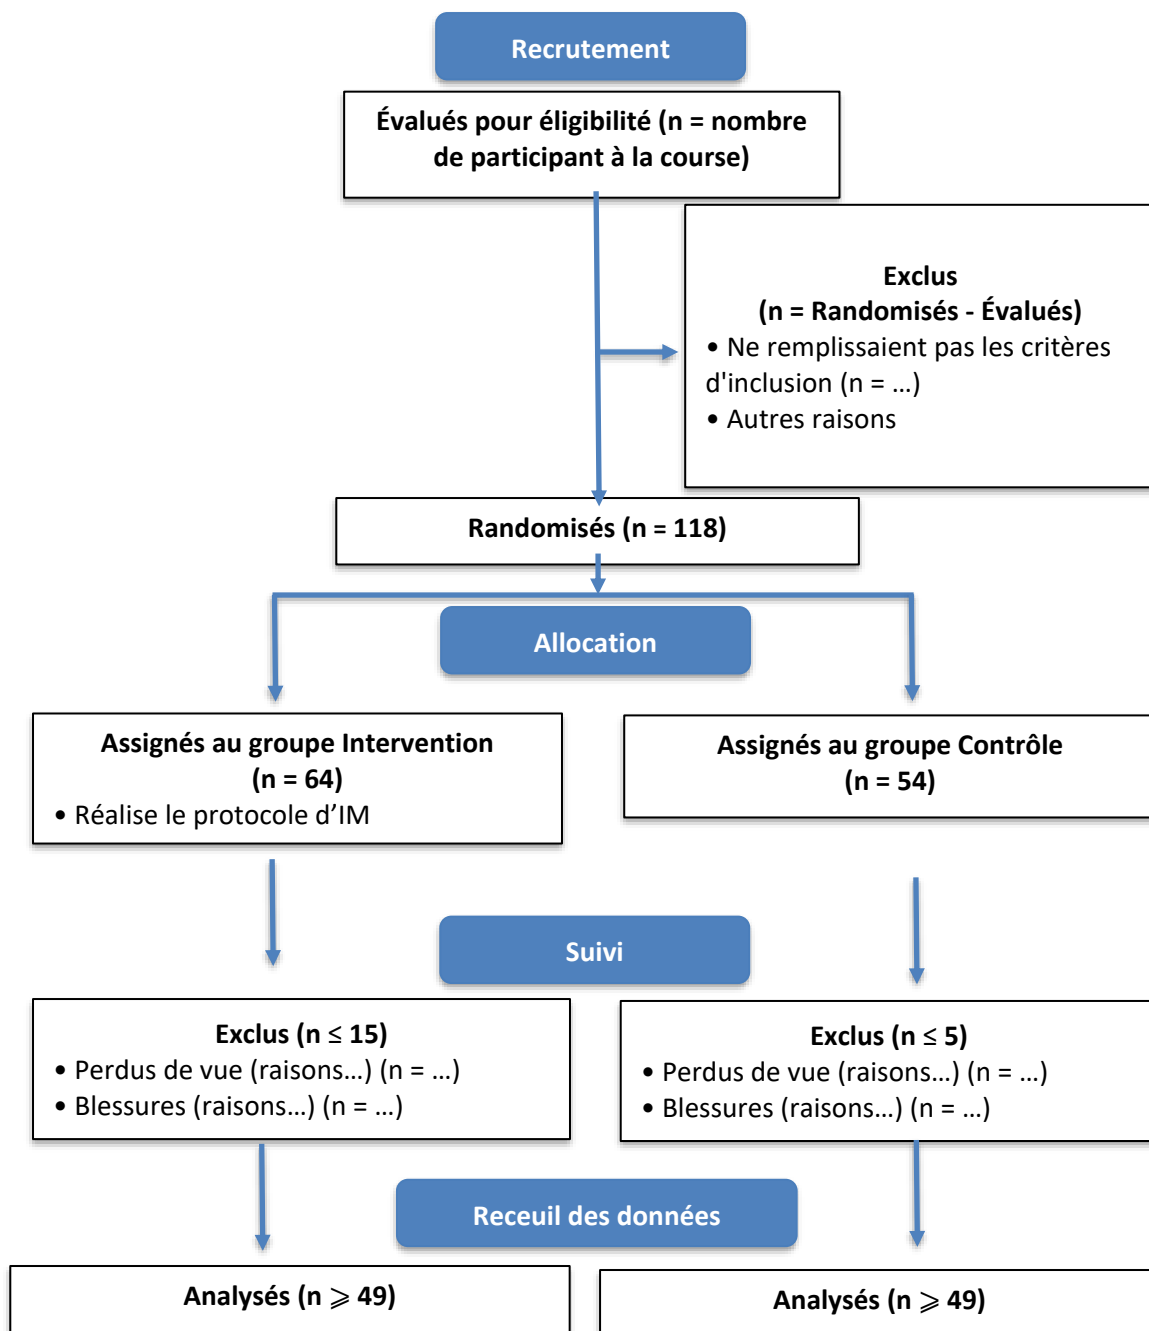 Recrutement
Évalués pour éligibilité (n = nombre
de participant à la course)
Exclus
(n = Randomisés - Évalués)
• Ne remplissaient pas les critères
d'inclusion (n = ...)
• Autres raisons
Randomisés (n = 118)
Allocation
Assignés au groupe Intervention
(n = 64)
• Réalise le protocole d’IM
Assignés au groupe Contrôle
(n = 54)
Suivi
Exclus (n ≤ 15)
• Perdus de vue (raisons...) (n = ...)
• Blessures (raisons...) (n = ...)
Exclus (n ≤ 5)
• Perdus de vue (raisons...) (n = ...)
• Blessures (raisons...) (n = ...)
Receuil des données
Analysés (n ⩾ 49)
Analysés (n ⩾ 49)